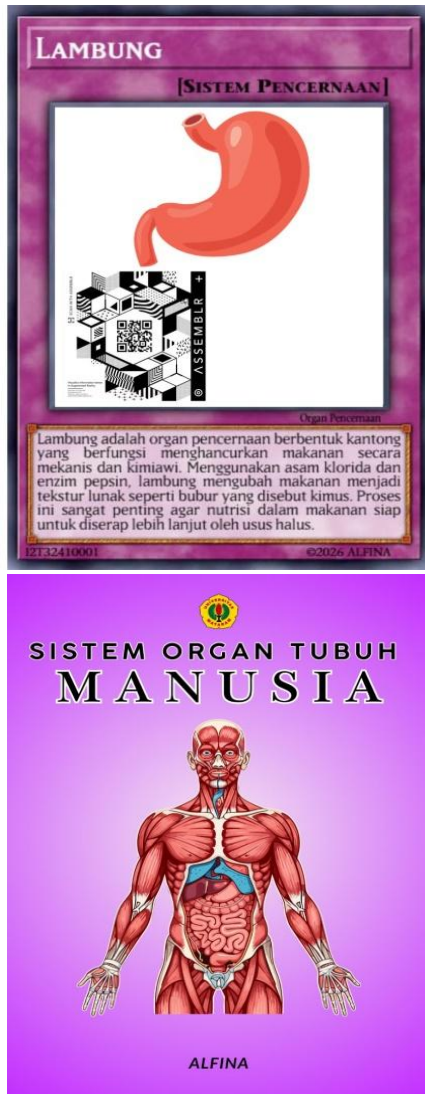 LAMBUNG
[SISTEM PENCERNAAN]
ASSEMBLR
Organ Pencernaan
Lambung adalah organ pencernaan berbentuk kantong
yang berfungsi menghancurkan makanan secara
mekanis dan kimiawi. Menggunakan asam klorida dan
enzim pepsin, lambung mengubah makanan menjadi
tekstur lunak seperti bubur yang disebut kimus. Proses
ini sangat penting agar nutrisi dalam makanan siap
untuk diserap lebih lanjut oleh usus halus.
I2T32410001 ©2026 ALFINA
UNIVERSITAS
MATARAM
SISTEM ORGAN TUBUH
MANUSIA
ALFINA